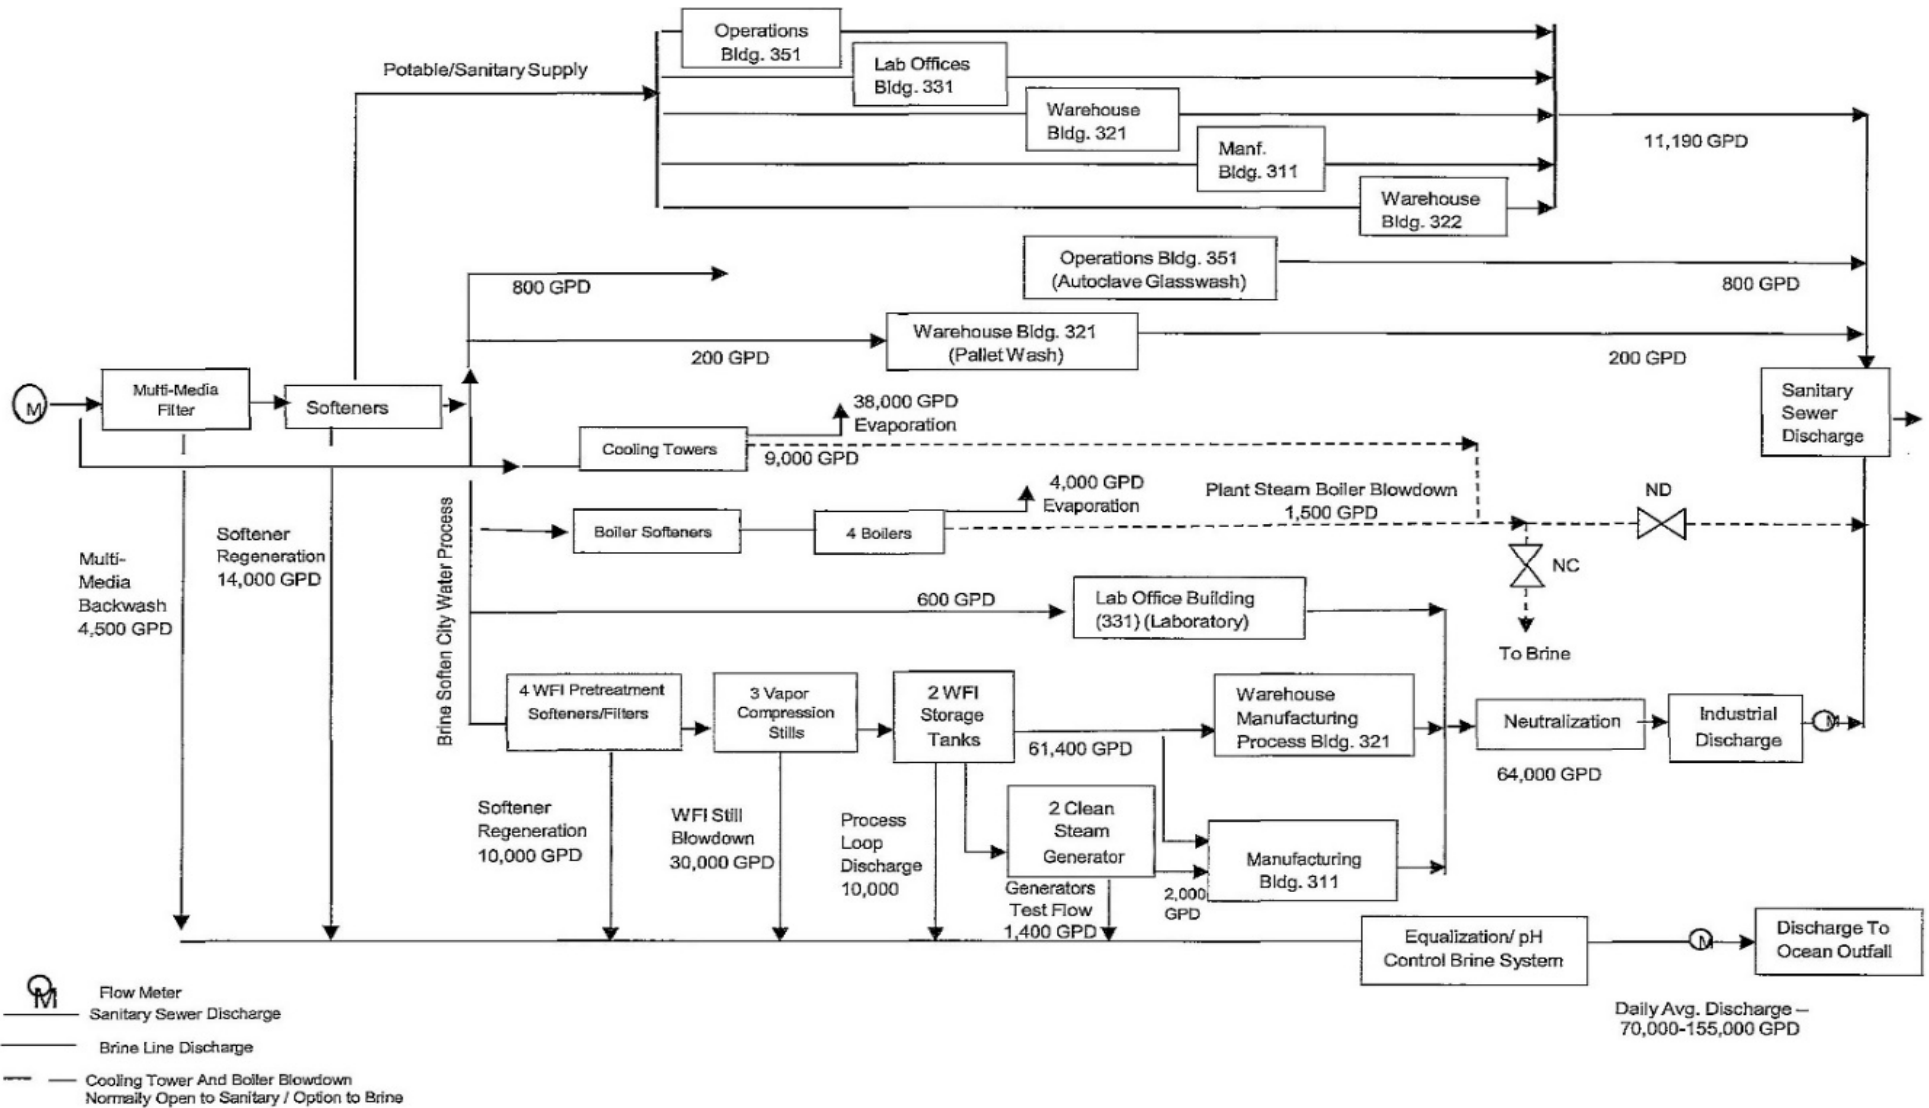 Operations
Bldg. 351
Potable/Sanitary Supply
Lab Offices
Bldg. 331
Warehouse
Bldg. 321
Manf.
Bldg. 311
11,190 GPD
Warehouse
Bldg. 322
Operations Bldg. 351
(Autoclave Glasswash)
800 GPD
800 GPD
Warehouse Bldg. 321
(Pallet Wash)
200 GPD
200 GPD
M
Multi-Media
Filter
Softeners
Sanitary
Sewer
Discharge
38,000 GPD
Evaporation
Cooling Towers
9,000 GPD
4,000 GPD
Evaporation
Plant Steam Boiler Blowdown
1,500 GPD
ND
Boiler Softeners
4 Boilers
NC
To Brine
Softener
Regeneration
14,000 GPD
Multi-
Media
Backwash
4,500 GPD
Brine Soften City Water Process
600 GPD
Lab Office Building
(331) (Laboratory)
4 WFI Pretreatment
Softeners/Filters
3 Vapor
Compression
Stills
2 WFI
Storage
Tanks
61,400 GPD
Warehouse
Manufacturing
Process Bldg. 321
Neutralization
64,000 GPD
Industrial
Discharge
M
Softener
Regeneration
10,000 GPD
WFI Still
Blowdown
30,000 GPD
Process
Loop
Discharge
10,000
2 Clean
Steam
Generator
Generators
Test Flow
1,400 GPD
2,000
GPD
Manufacturing
Bldg. 311
Equalization/ pH
Control Brine System
M
Discharge To
Ocean Outfall
Daily Avg. Discharge –
70,000-155,000 GPD
M
Flow Meter
Sanitary Sewer Discharge
Brine Line Discharge
Cooling Tower And Boiler Blowdown
Normally Open to Sanitary / Option to Brine